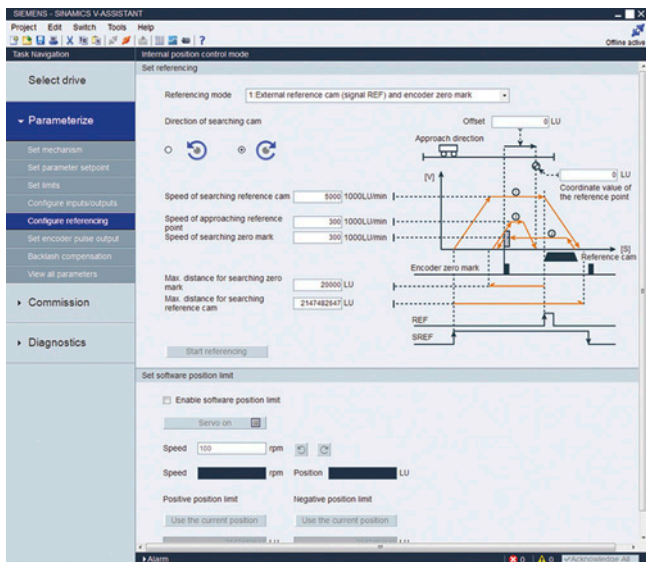 SIEMENS - SINAMICS V-ASSISTANT
Project Edit Switch Tools Help
Offline active
Task Navigation
Internal position control mode
Select drive
Parameterize
Set mechanism
Set parameter setpoint
Set limits
Configure inputs/outputs
Configure referencing
Set encoder pulse output
Backlash compensation
View all parameters
Commission
Diagnostics
Set referencing
Referencing mode 1:External reference cam (signal REF) and encoder zero mark
Direction of searching cam
Offset 0 LU
Approach direction
[V]
0 LU
Coordinate value of
the reference point
Speed of searching reference cam 5000 1000LU/min
Speed of approaching reference
point 300 1000LU/min
Speed of searching zero mark 300 1000LU/min
[S]
Reference cam
Encoder zero mark
Max. distance for searching zero
mark 20000 LU
Max. distance for searching
reference cam 2147482647 LU
REF
SREF
Start referencing
Set software position limit
Enable software position limit
Servo on
Speed 100 rpm
Speed rpm Position LU
Positive position limit Negative position limit
Use the current position Use the current position
Alarm 0 0 Acknowledge All